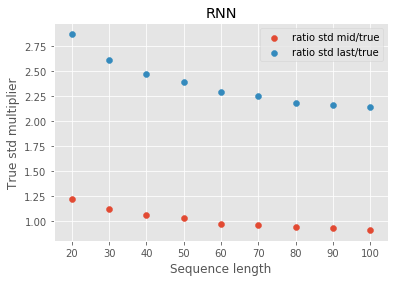 RNN
ratio std mid/true
ratio std last/true
True std multiplier
2.75
2.50
2.25
2.00
1.75
1.50
1.25
1.00
20 30 40 50 60 70 80 90 100
Sequence length